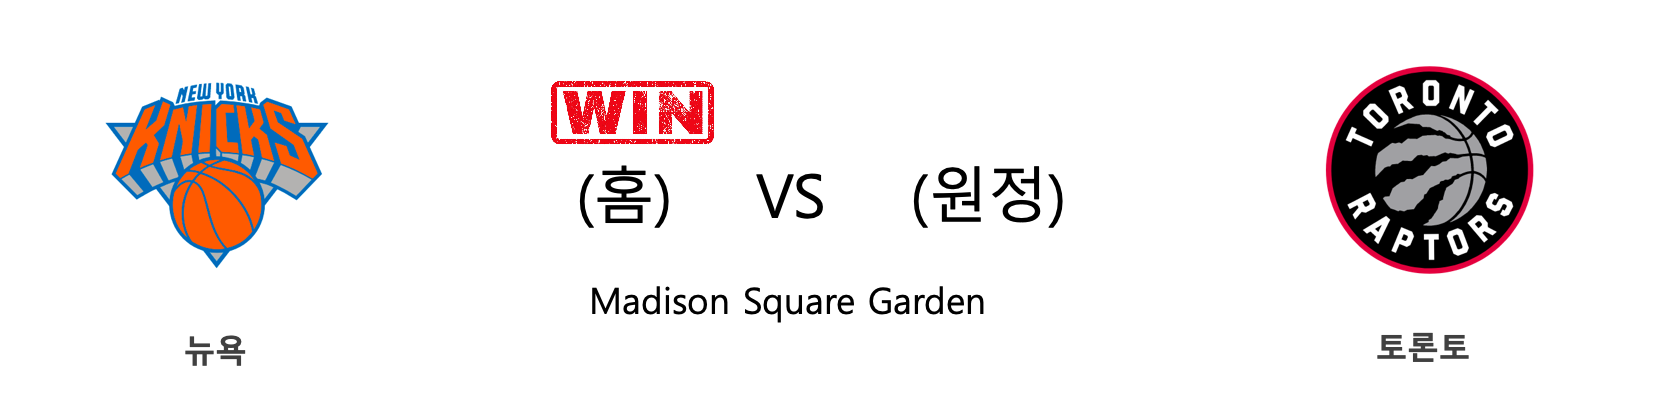 NEW YORK
KNICKS
WIN
(홈) VS (원정)
Madison Square Garden
뉴욕
TORONTO
RAPTORS
토론토